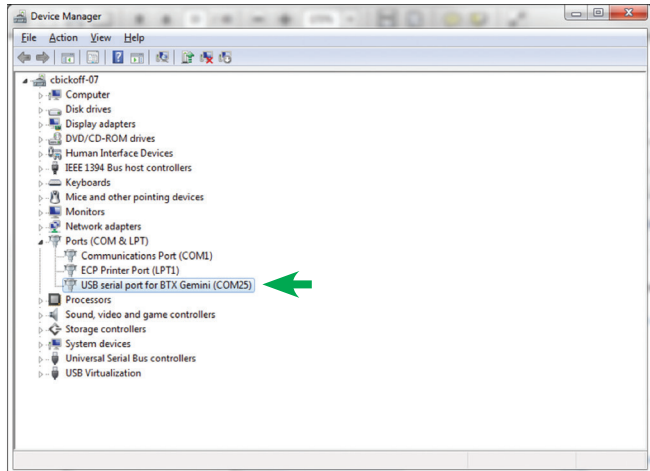 Device Manager
File Action View Help
cbickoff-07
Computer
Disk drives
Display adapters
DVD/CD-ROM drives
Human Interface Devices
IEEE 1394 Bus host controllers
Keyboards
Mice and other pointing devices
Monitors
Network adapters
Ports (COM & LPT)
Communications Port (COM1)
ECP Printer Port (LPT1)
USB serial port for BTX Gemini (COM25)
Processors
Sound, video and game controllers
Storage controllers
System devices
Universal Serial Bus controllers
USB Virtualization